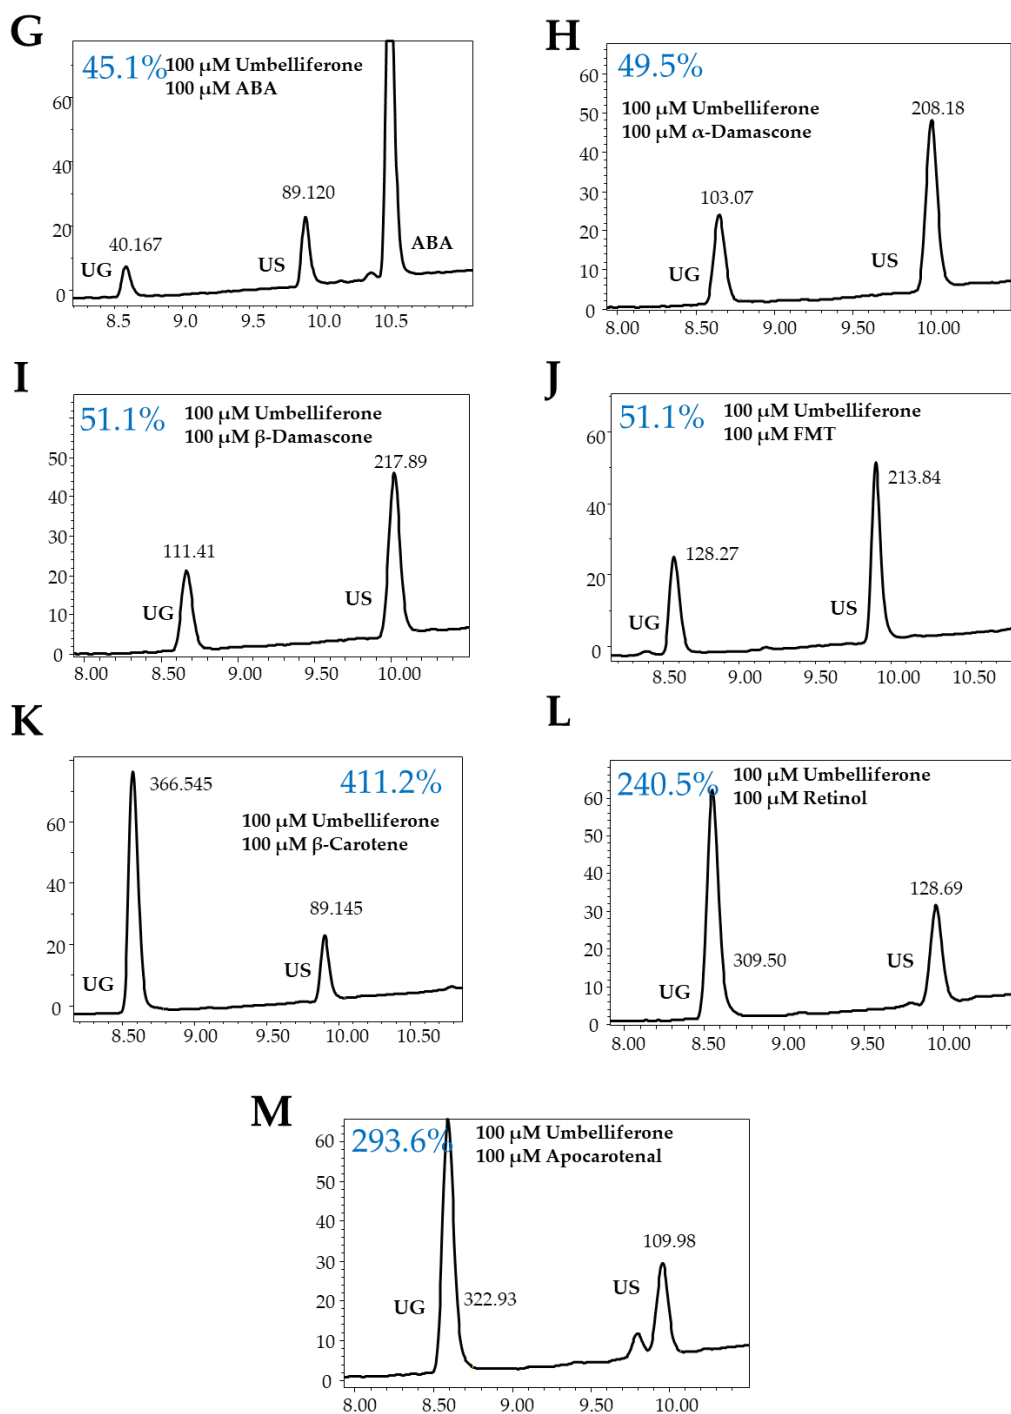 G
45.1%
100 μM Umbelliferone
100 μM ABA
60
40
20
0
40.167
89.120
UG
US
ABA
8.5
9.0
9.5
10.0
10.5
H
49.5%
100 μM Umbelliferone
100 μM α-Damascone
60
50
40
30
20
10
0
103.07
208.18
UG
US
8.00
8.50
9.00
9.50
10.00
I
51.1%
100 μM Umbelliferone
100 μM β-Damascone
50
40
30
20
10
0
111.41
217.89
UG
US
8.00
8.50
9.00
9.50
10.00
J
51.1%
100 μM Umbelliferone
100 μM FMT
60
40
20
0
128.27
213.84
UG
US
8.50
9.00
9.50
10.00
10.50
K
411.2%
100 μM Umbelliferone
100 μM β-Carotene
80
60
40
20
0
366.545
89.145
UG
US
8.50
9.00
9.50
10.00
10.50
L
240.5%
100 μM Umbelliferone
100 μM Retinol
60
50
40
30
20
10
0
309.50
128.69
UG
US
8.00
8.50
9.00
9.50
10.00
M
293.6%
100 μM Umbelliferone
100 μM Apocarotenal
60
50
40
30
20
10
0
322.93
109.98
UG
US
8.00
8.50
9.00
9.50
10.00